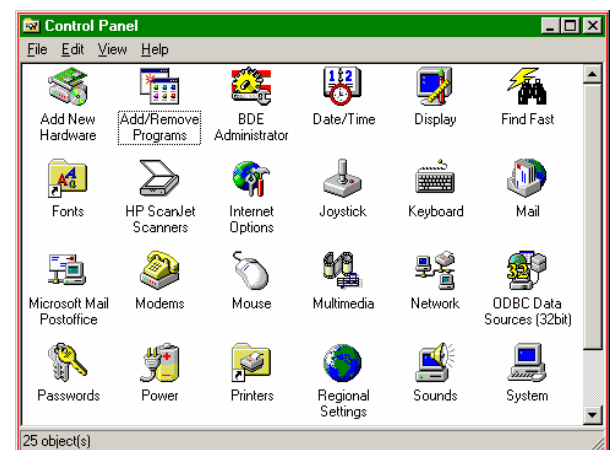 Control Panel
File Edit View Help
Add New Hardware
Add/Remove Programs
BDE Administrator
Date/Time
Display
Find Fast
Fonts
HP ScanJet Scanners
Internet Options
Joystick
Keyboard
Mail
Microsoft Mail Postoffice
Modems
Mouse
Multimedia
Network
ODBC Data Sources (32bit)
Passwords
Power
Printers
Regional Settings
Sounds
System
25 object(s)